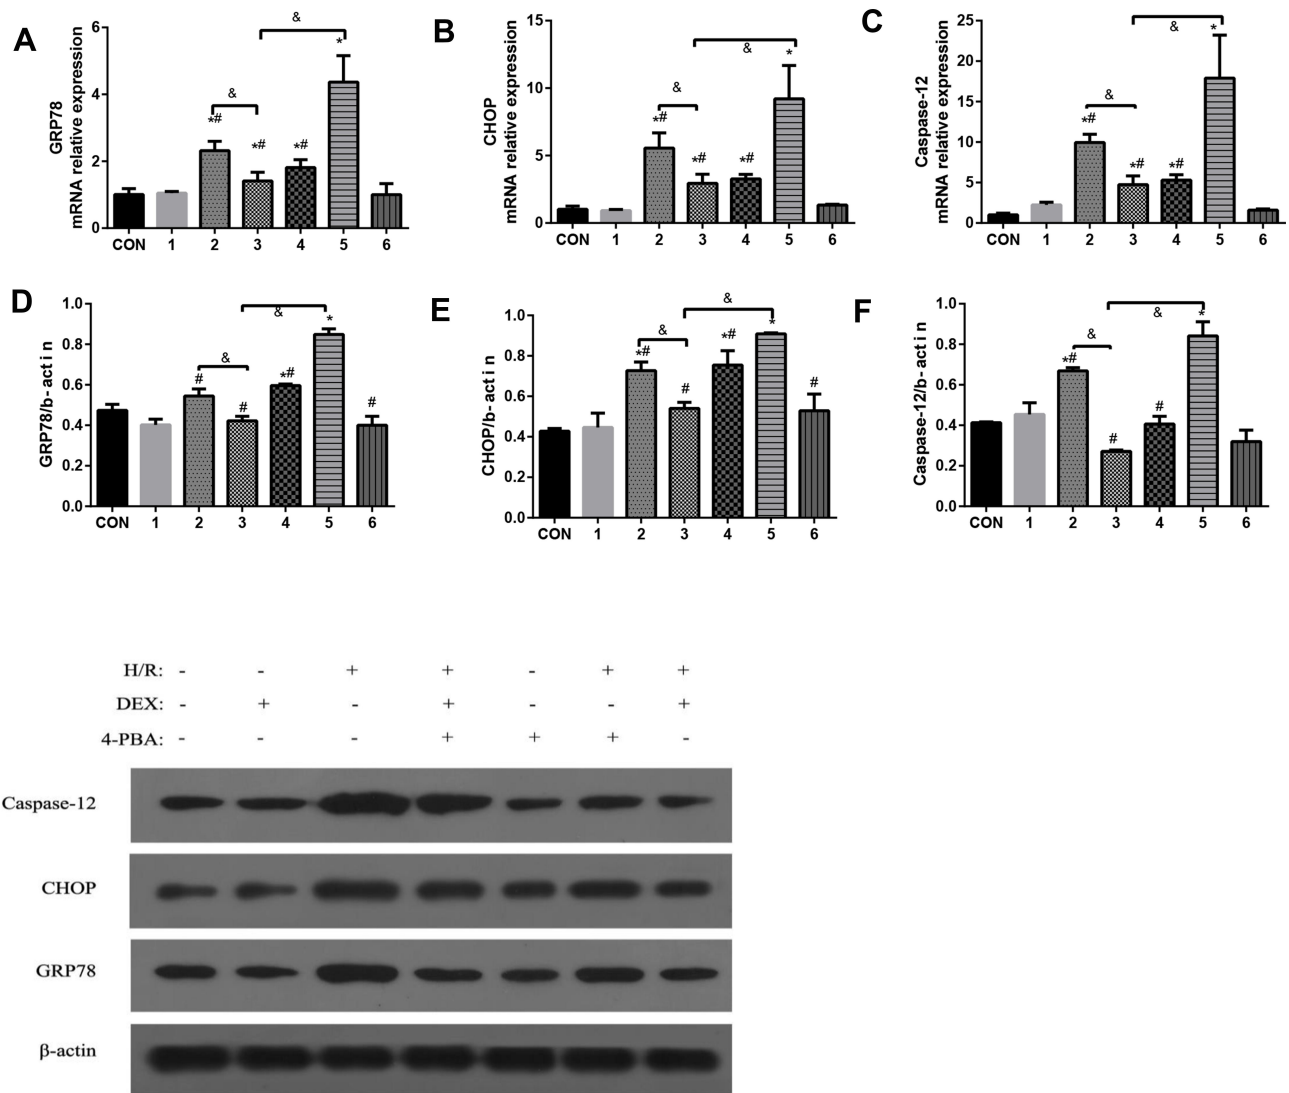 A
GRP78
mRNA relative expression
6
4
2
0
&
&
*#
*#
*#
*
CON 1 2 3 4 5 6
B
CHOP
mRNA relative expression
15
10
5
0
&
&
*#
*#
*#
*
CON 1 2 3 4 5 6
C
Caspase-12
mRNA relative expression
25
20
15
10
5
0
&
&
*#
*#
*#
*
CON 1 2 3 4 5 6
D
GRP78/b- act i n
1.0
0.8
0.6
0.4
0.2
0.0
&
&
#
#
*#
*
#
CON 1 2 3 4 5 6
E
CHOP/b- act i n
1.0
0.8
0.6
0.4
0.2
0.0
&
&
*#
#
*#
*
#
CON 1 2 3 4 5 6
F
Caspase-12/b- act i n
1.0
0.8
0.6
0.4
0.2
0.0
&
&
*#
#
#
*
CON 1 2 3 4 5 6
H/R: - - + + - + +
DEX: - + - + - - +
4-PBA: - - - + + + -
Caspase-12
CHOP
GRP78
β-actin